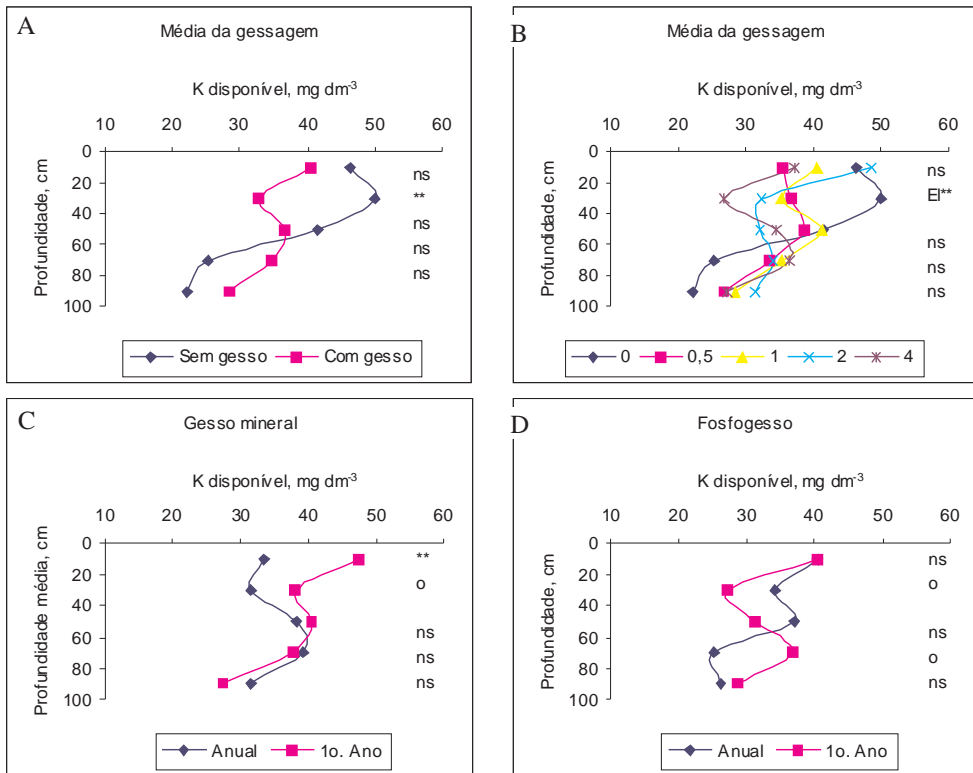 A
Média da gessagem
K disponível, mg dm-3
10 20 30 40 50 60
Profundidade, cm
0
20
40
60
80
100
ns
**
ns
ns
ns
Sem gesso Com gesso
B
Média da gessagem
K disponível, mg dm-3
10 20 30 40 50 60
Profundidade, cm
0
20
40
60
80
100
ns
El**
ns
ns
ns
0 0,5 1 2 4
C
Gesso mineral
K disponível, mg dm-3
10 20 30 40 50 60
Profundidade média, cm
0
20
40
60
80
100
**
o
ns
ns
ns
Anual 1o. Ano
D
Fosfogesso
K disponível, mg dm-3
10 20 30 40 50 60
Profundidade, cm
0
20
40
60
80
100
ns
o
ns
o
ns
Anual 1o. Ano